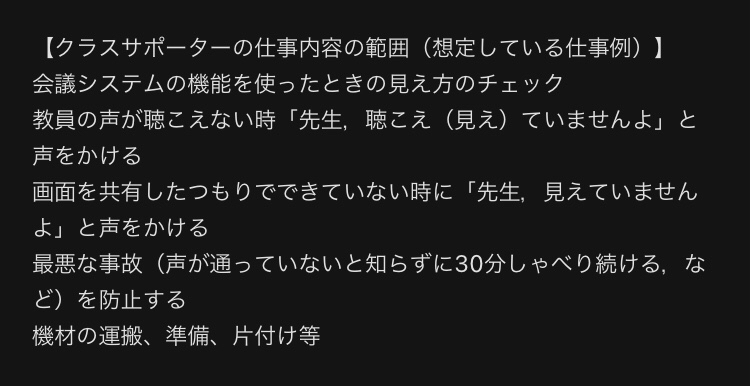 【クラスサポーターの仕事内容の範囲（想定している仕事例）】
会議システムの機能を使ったときの見え方のチェック
教員の声が聴こえない時「先生，聴こえ（見え）ていませんよ」と
声をかける
画面を共有したつもりでできていない時に「先生，見えていません
よ」と声をかける
最悪な事故（声が通っていないと知らずに30分しゃべり続ける，な
ど）を防止する
機材の運搬、準備、片付け等